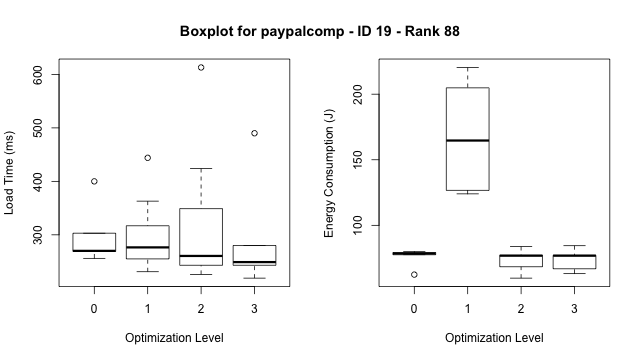 Boxplot for paypalcomp - ID 19 - Rank 88
Load Time (ms)
600
500
400
300
0 1 2 3
Optimization Level
Energy Consumption (J)
200
150
100
0 1 2 3
Optimization Level